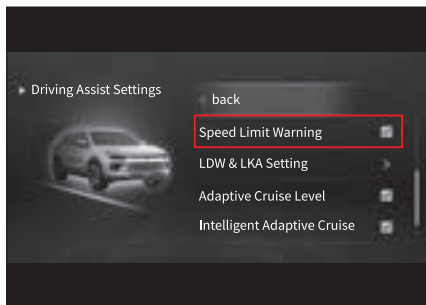 Driving Assist Settings
back
Speed Limit Warning
LDW & LKA Setting
Adaptive Cruise Level
Intelligent Adaptive Cruise